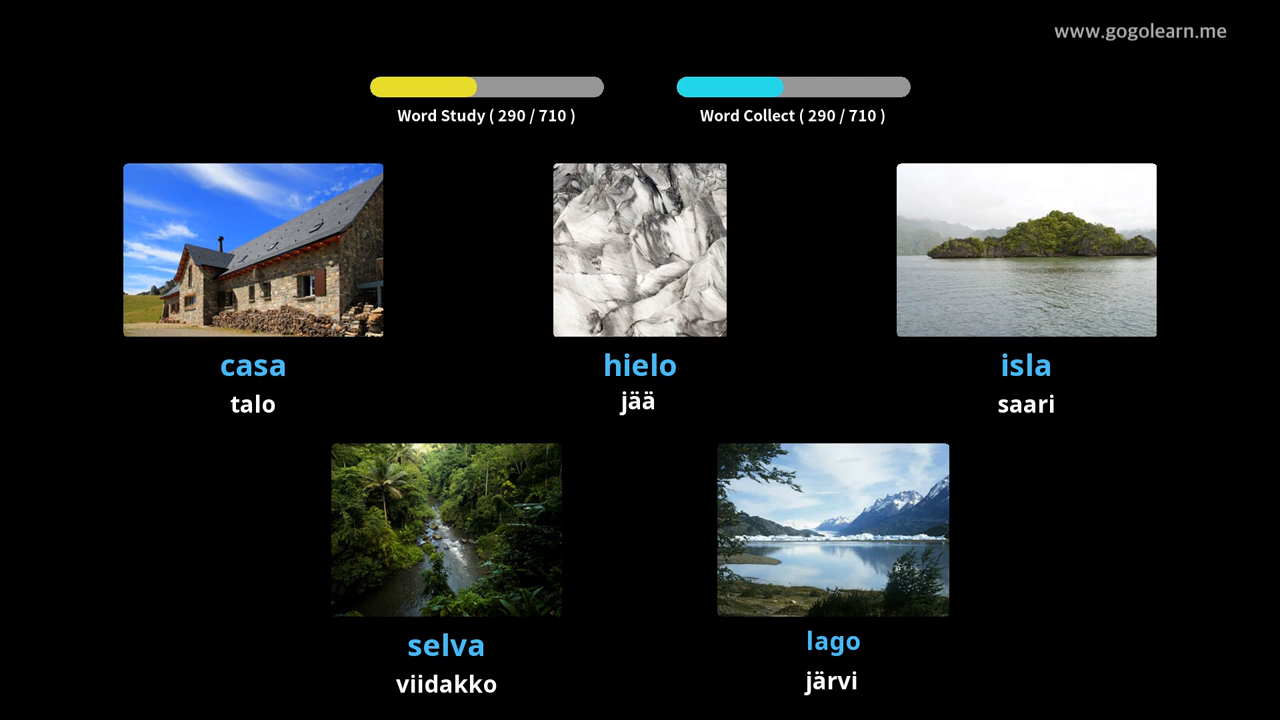 www.gogolearn.me
Word Study ( 290 / 710 )
Word Collect ( 290 / 710 )
casa
talo
hielo
jää
isla
saari
selva
viidakko
lago
järvi